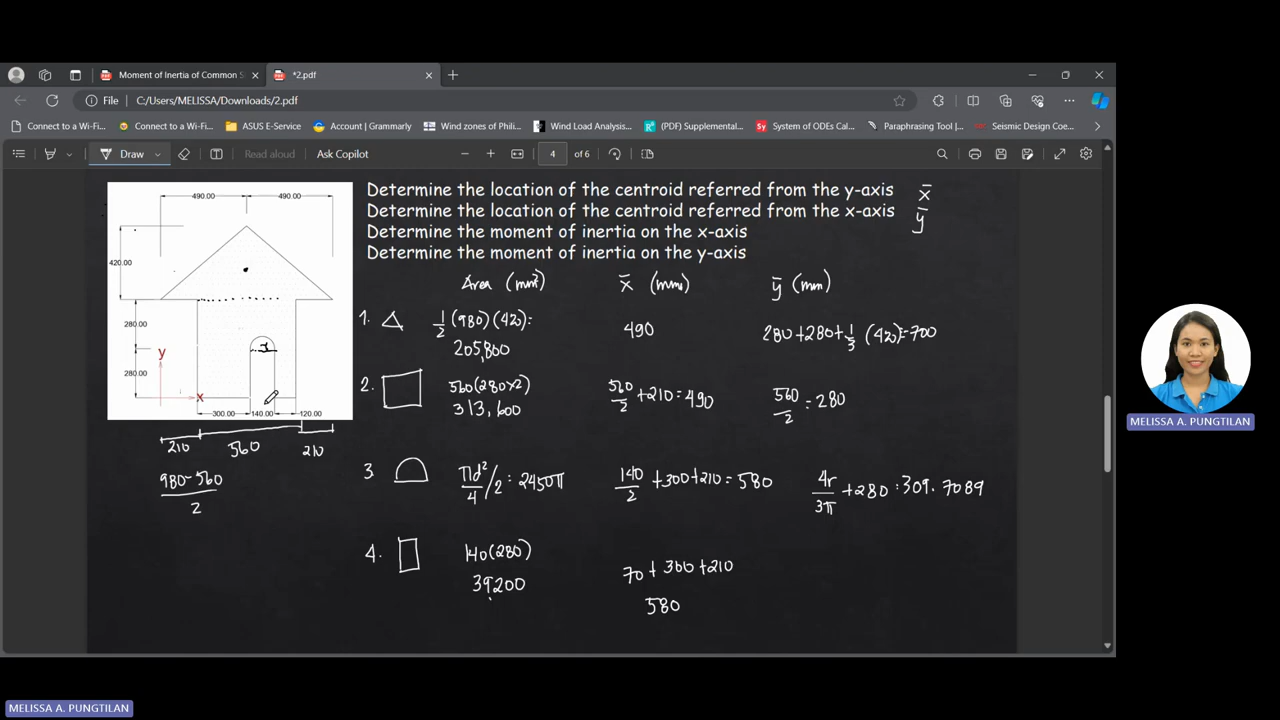 Moment of Inertia of Common S
*2.pdf
File
C:/Users/MELISSA/Downloads/2.pdf
Connect to a Wi-Fi...
Connect to a Wi-Fi...
ASUS E-Service
Account | Grammarly
Wind zones of Phili...
Wind Load Analysis...
(PDF) Supplemental...
System of ODEs Cal...
Paraphrasing Tool |...
Seismic Design Coe...
Draw
Read aloud
Ask Copilot
4 of 6
Determine the location of the centroid referred from the y-axis x̄
Determine the location of the centroid referred from the x-axis ȳ
Determine the moment of inertia on the x-axis
Determine the moment of inertia on the y-axis
490.00 490.00
420.00
280.00
280.00
3
y
x
300.00 140.00 120.00
210 560 210
980-560
2
Area (mm²) x̄ (mm) ȳ (mm)
1. 1/2 (980)(420)= 490 280+280+1/3 (420)=700
205,800
2. 560(280x2) 560/2 +210=490 560/2 =280
313,600
3 πd²/4 /2 = 2450π 140/2 +300+210=580 4r/3π +280=309.7089
4. 140(280) 70+300+210
39,200 580
MELISSA A. PUNGTILAN
MELISSA A. PUNGTILAN